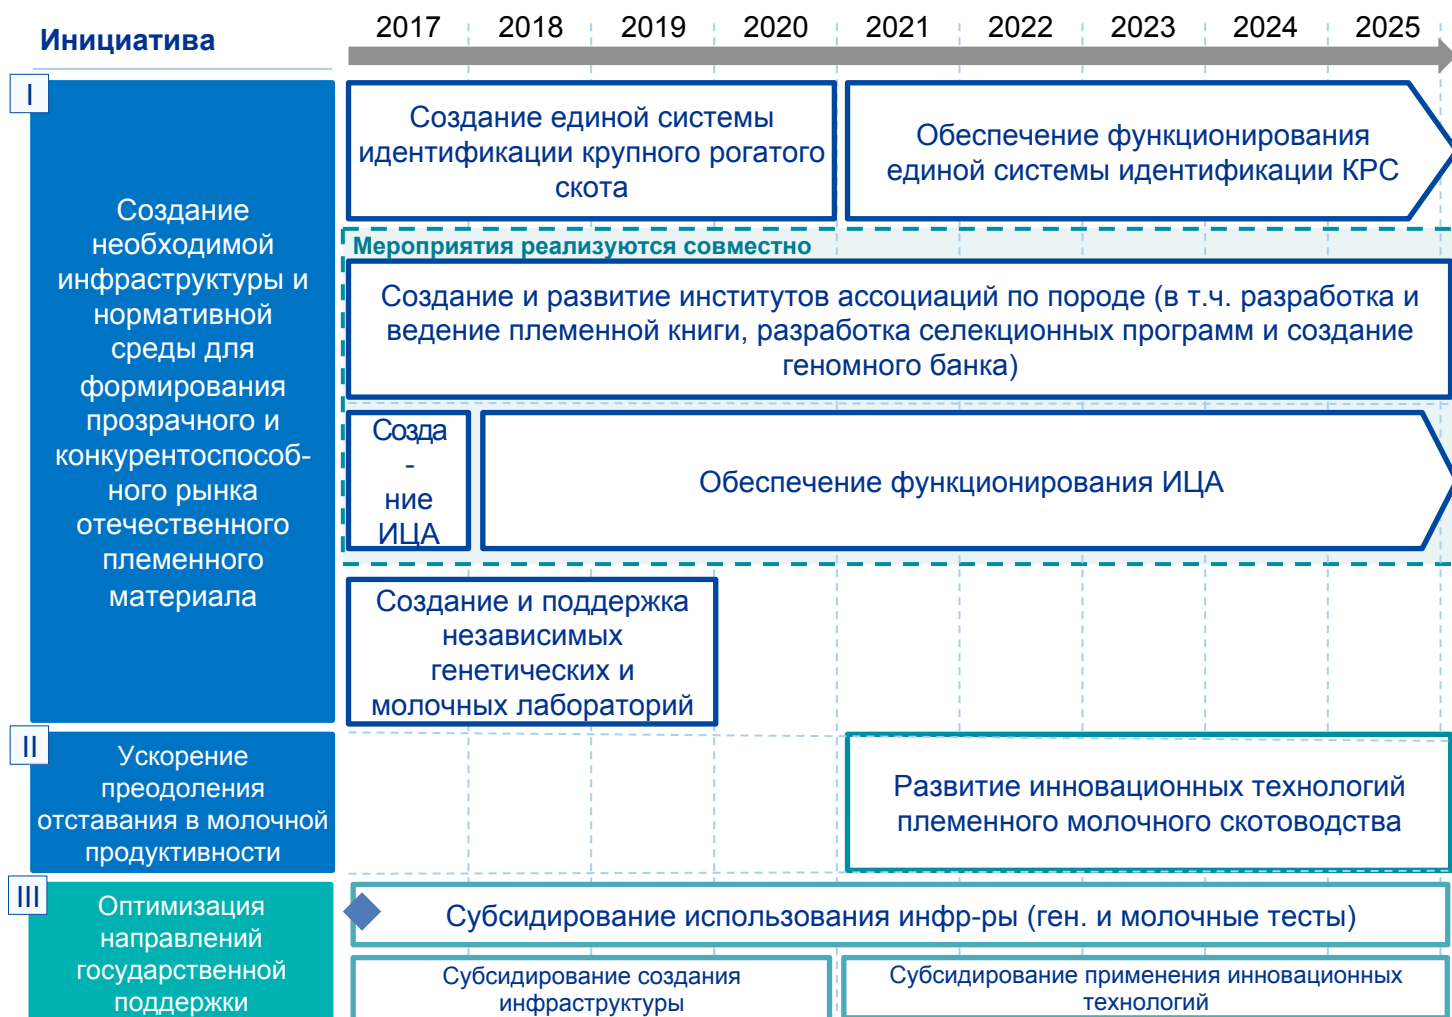 Инициатива
2017 2018 2019 2020 2021 2022 2023 2024 2025
I
Создание
необходимой
инфраструктуры и
нормативной
среды для
формирования
прозрачного и
конкурентоспособ-
ного рынка
отечественного
племенного
материала
Создание единой системы
идентификации крупного рогатого
скота
Обеспечение функционирования
единой системы идентификации КРС
Мероприятия реализуются совместно
Создание и развитие институтов ассоциаций по породе (в т.ч. разработка и
ведение племенной книги, разработка селекционных программ и создание
геномного банка)
Созда
-
ние
ИЦА
Обеспечение функционирования ИЦА
Создание и поддержка
независимых
генетических и
молочных лабораторий
II
Ускорение
преодоления
отставания в молочной
продуктивности
Развитие инновационных технологий
племенного молочного скотоводства
III
Оптимизация
направлений
государственной
поддержки
Субсидирование использования инфр-ры (ген. и молочные тесты)
Субсидирование создания
инфраструктуры
Субсидирование применения инновационных
технологий